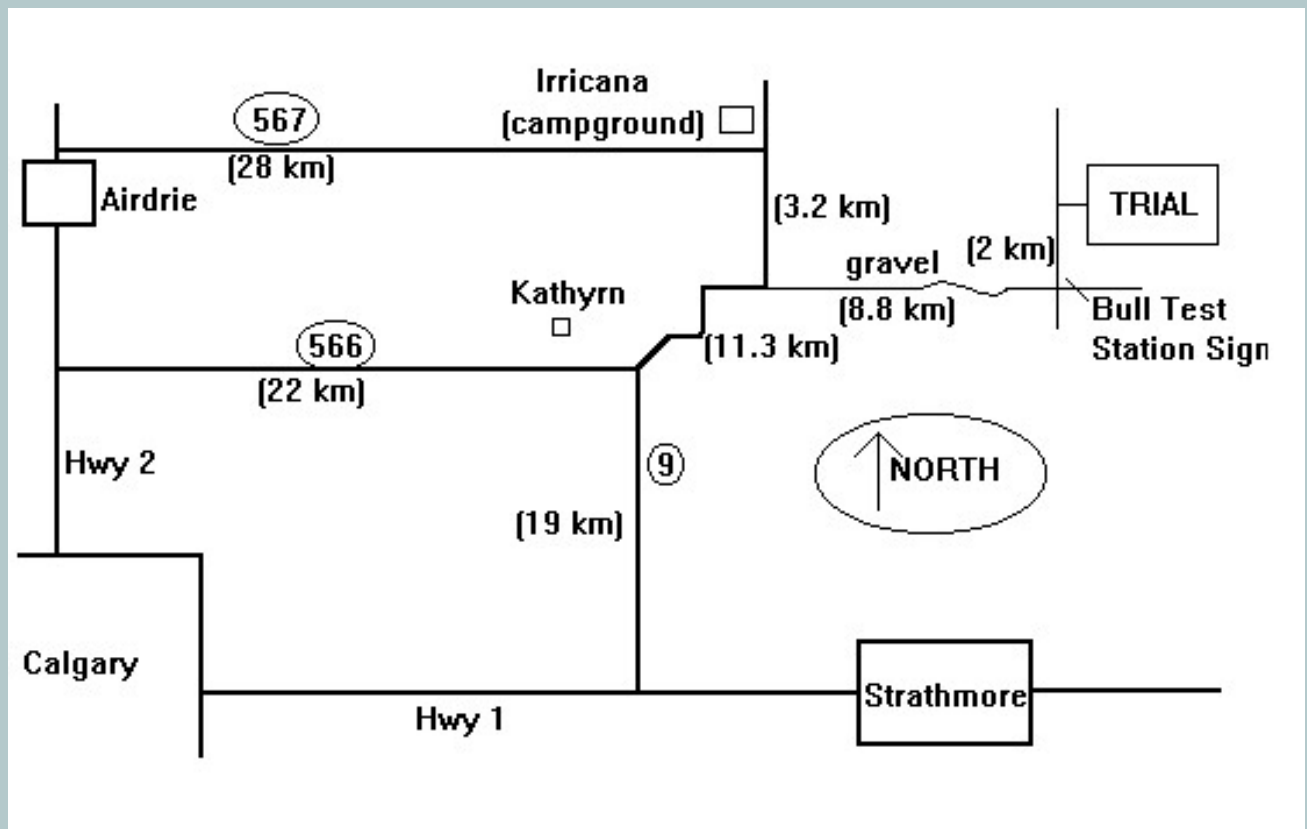 Irricana
(campground)
567
(28 km)
Airdrie
(3.2 km)
TRIAL
(2 km)
gravel
(8.8 km)
Bull Test
Station Sign
Kathyrn
566
(22 km)
(11.3 km)
Hwy 2
9
NORTH
(19 km)
Calgary
Strathmore
Hwy 1